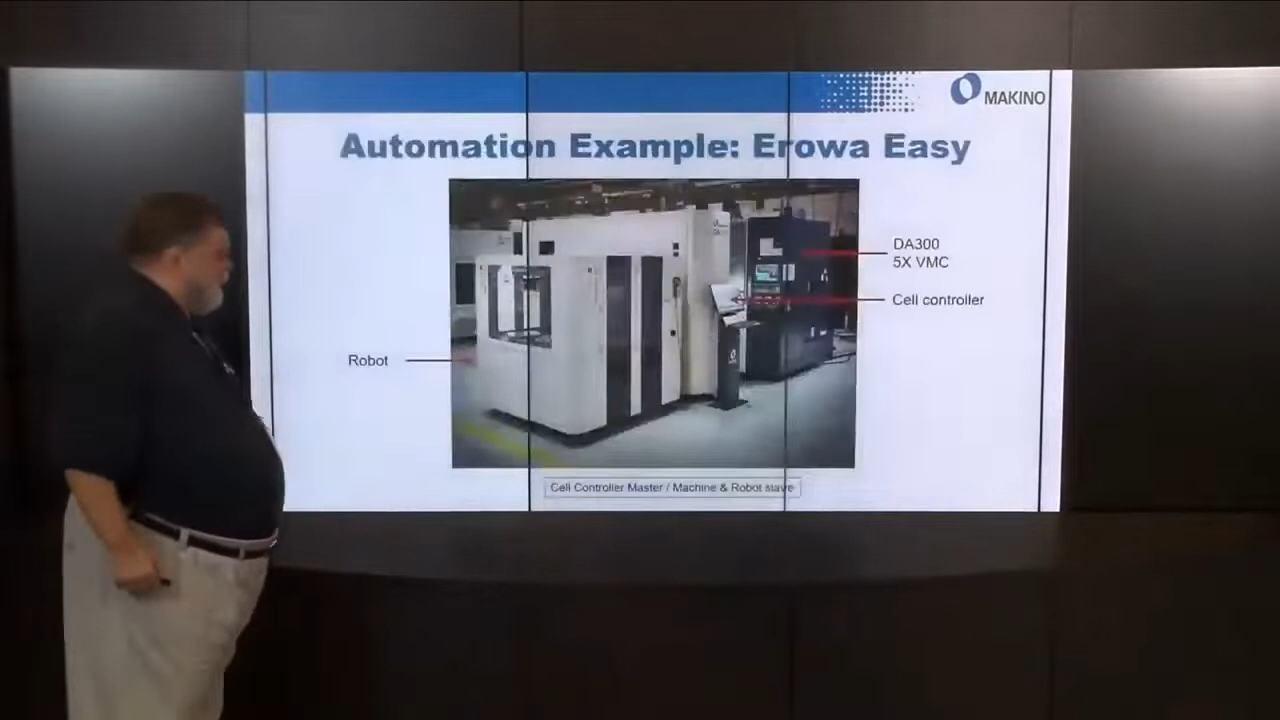 MAKINO
Automation Example: Erowa Easy
DA300
5X VMC
Cell controller
Robot
Cell Controller Master / Machine & Robot slave